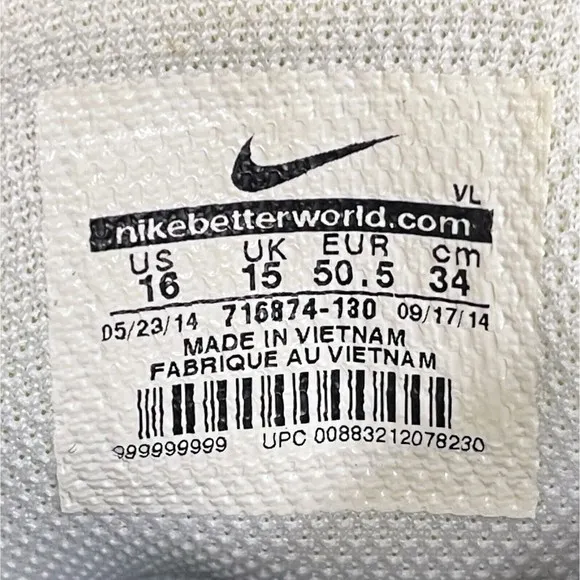 VL
nikebetterworld.com
US UK EUR cm
16 15 50.5 34
05/23/14 716874-130 09/17/14
MADE IN VIETNAM
FABRIQUE AU VIETNAM
999999999 UPC 00883212078230